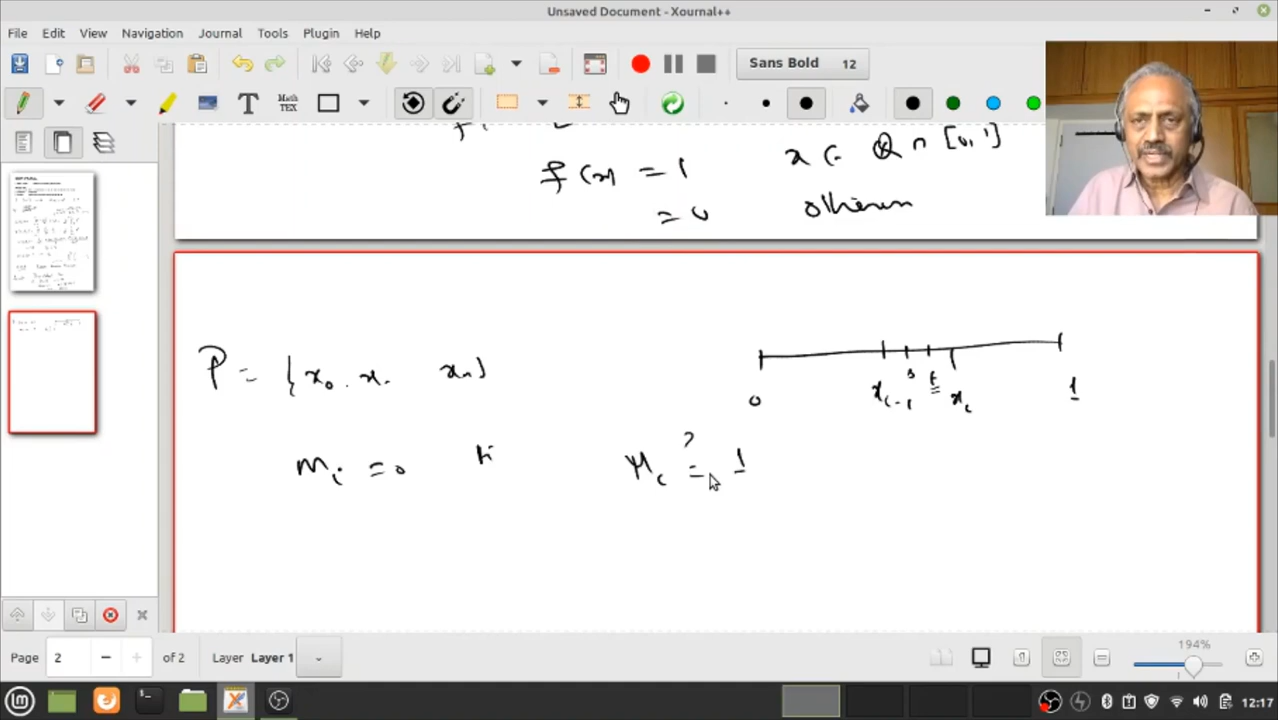 Unsaved Document - Xournal++
File Edit View Navigation Journal Tools Plugin Help
Sans Bold 12
Math TEX
f(x) = 1 x ∈ Q ∩ [0, 1]
= 0 otherwise
P = {x₀ . x. xₙ}
0 xᵢ₋₁ s t xᵢ 1
mᵢ = 0 ∀i Mᵢ ?= 1
194%
Page 2 of 2 Layer Layer 1
12:17